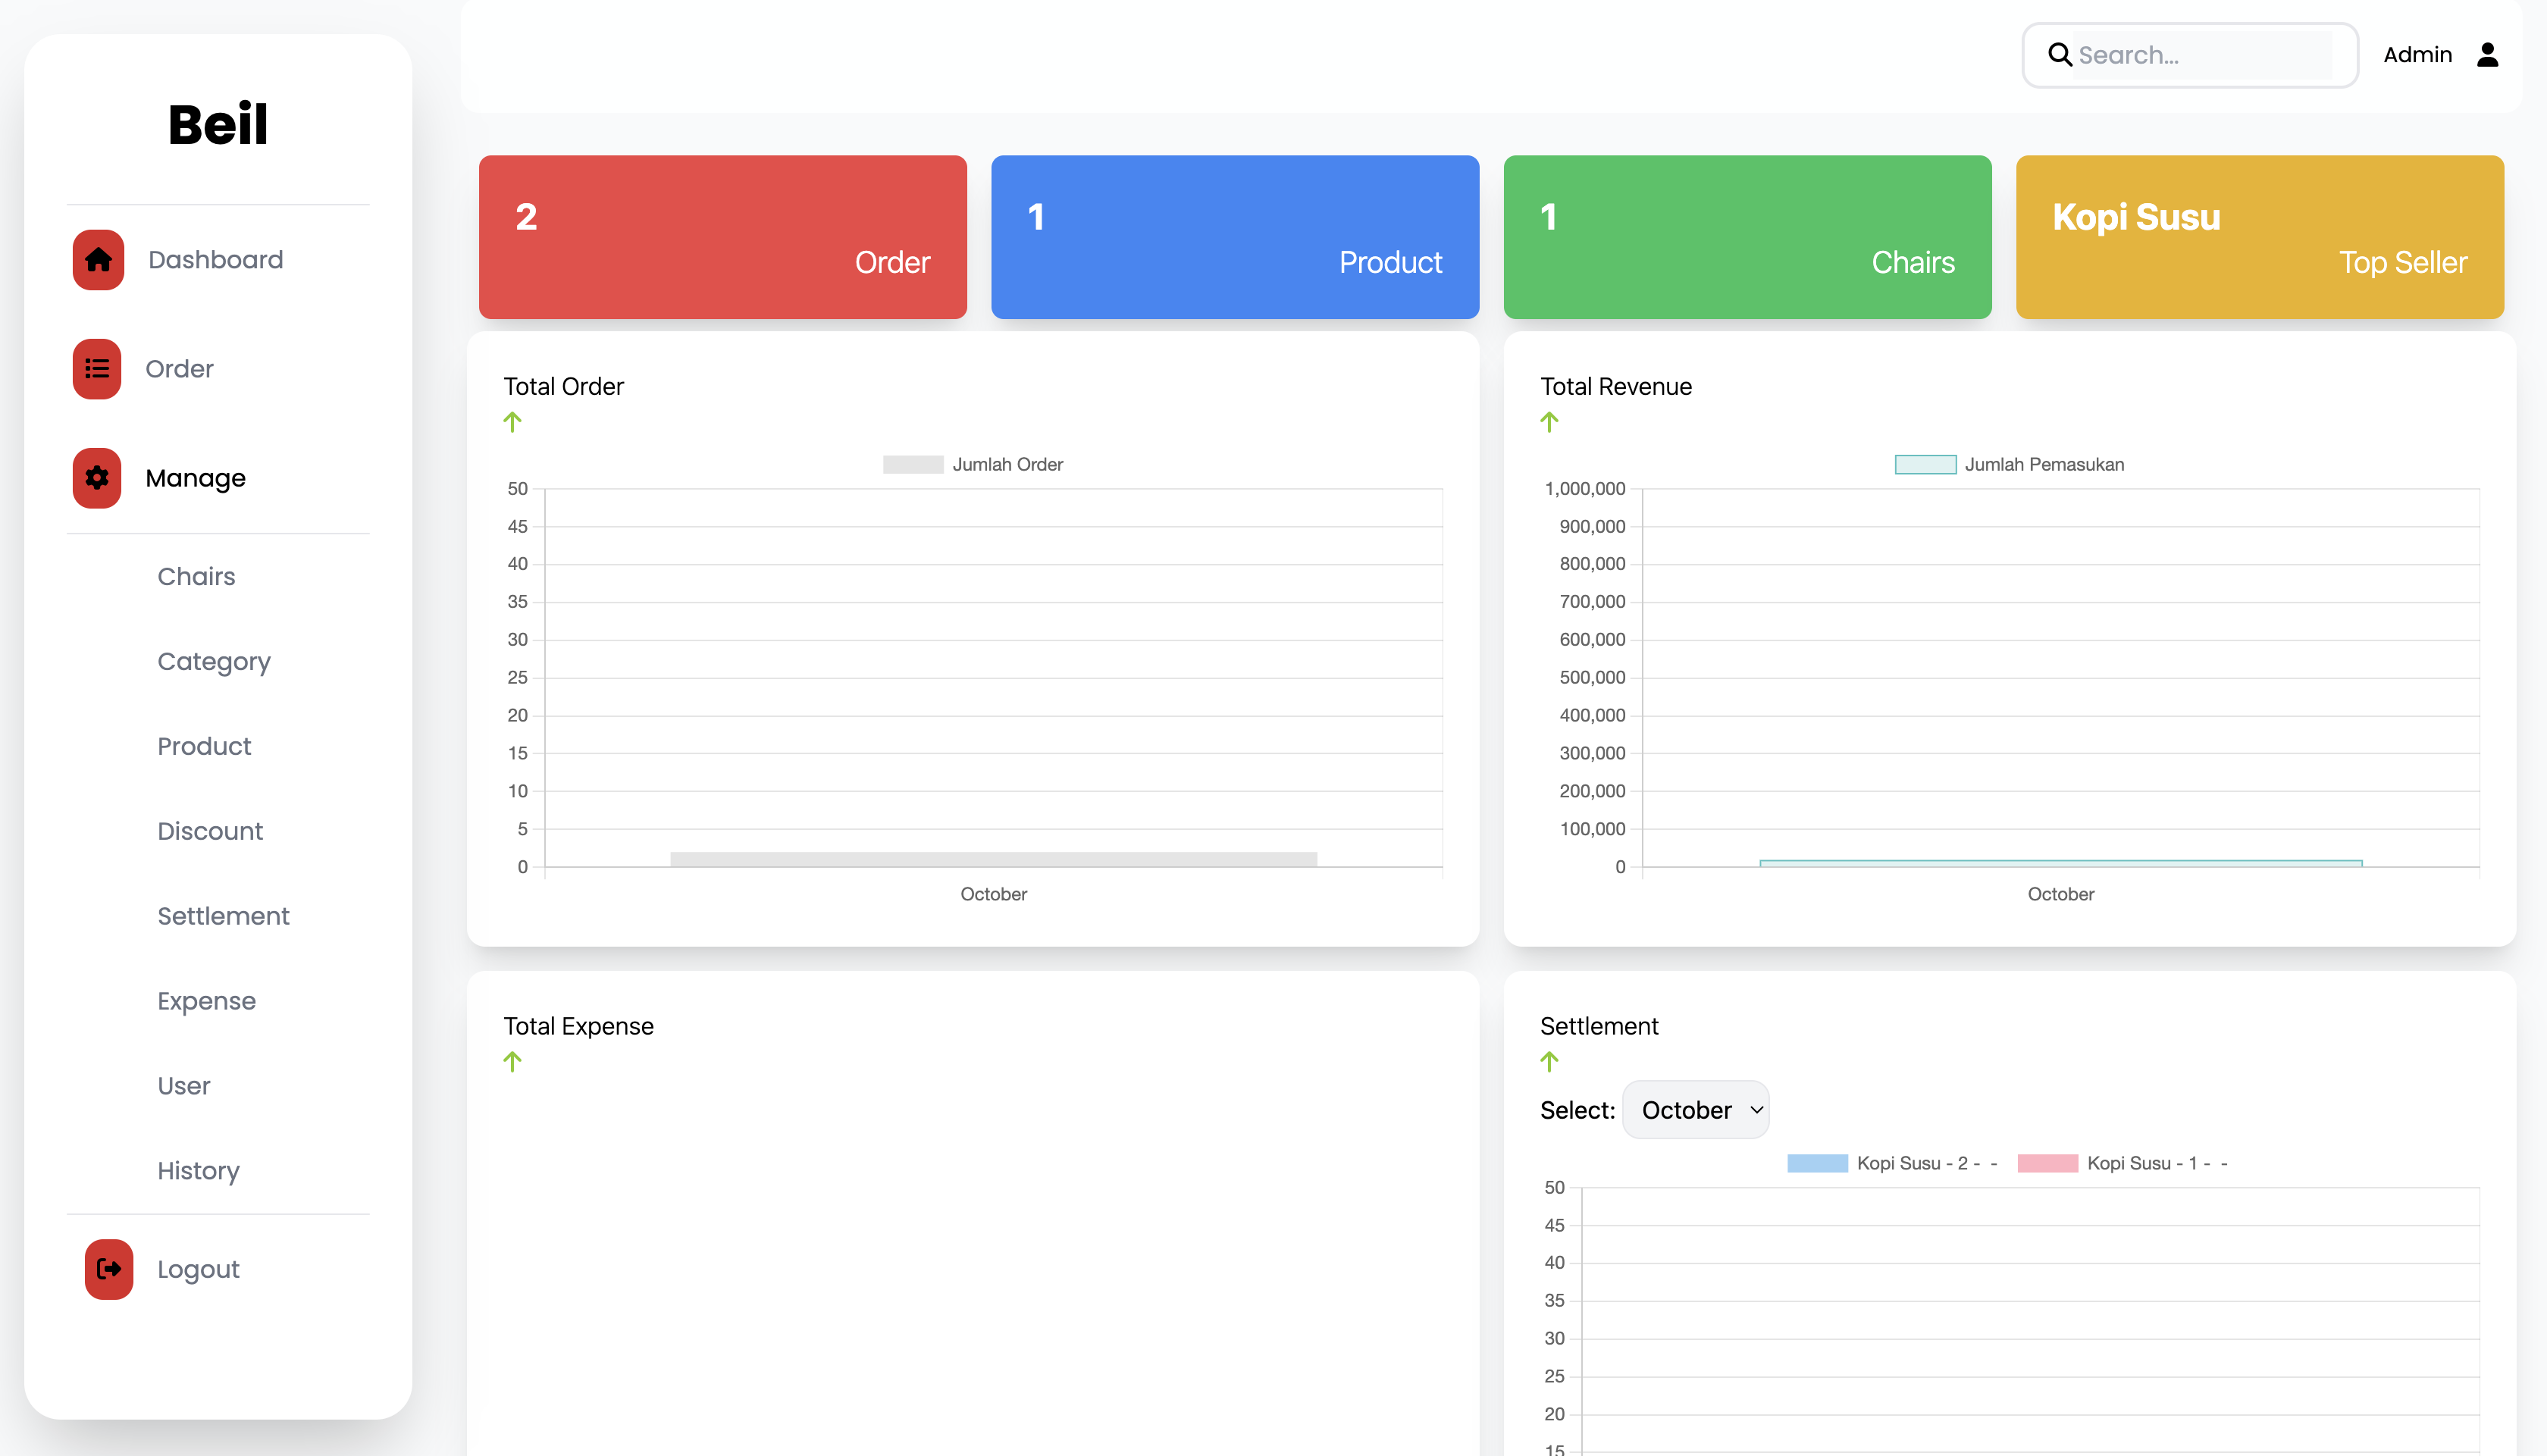 Beil
Dashboard
Order
Manage
Chairs
Category
Product
Discount
Settlement
Expense
User
History
Logout
Search...
Admin
2
Order
1
Product
1
Chairs
Kopi Susu
Top Seller
Total Order
Jumlah Order
50
45
40
35
30
25
20
15
10
5
0
October
Total Revenue
Jumlah Pemasukan
1,000,000
900,000
800,000
700,000
600,000
500,000
400,000
300,000
200,000
100,000
0
October
Total Expense
Settlement
Select: October
Kopi Susu - 2 - - Kopi Susu - 1 - -
50
45
40
35
30
25
20
15